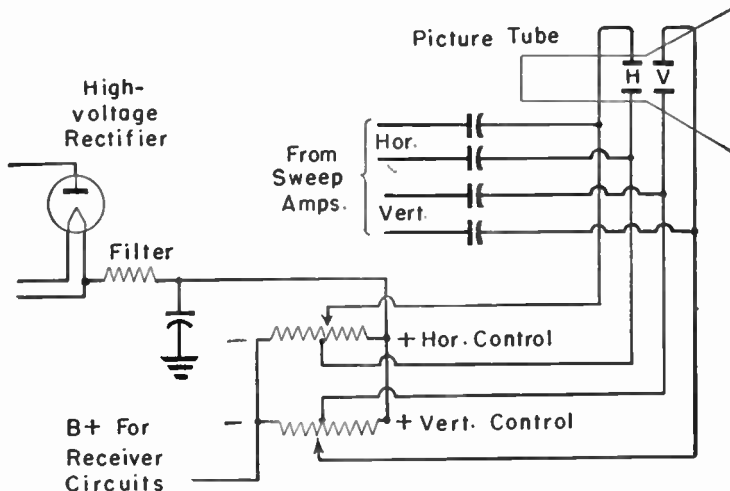 Picture Tube
H V
High-
voltage
Rectifier
Hor.
From
Sweep
Amps.
Vert.
Filter
− + Hor. Control
− + Vert. Control
B+ For
Receiver
Circuits